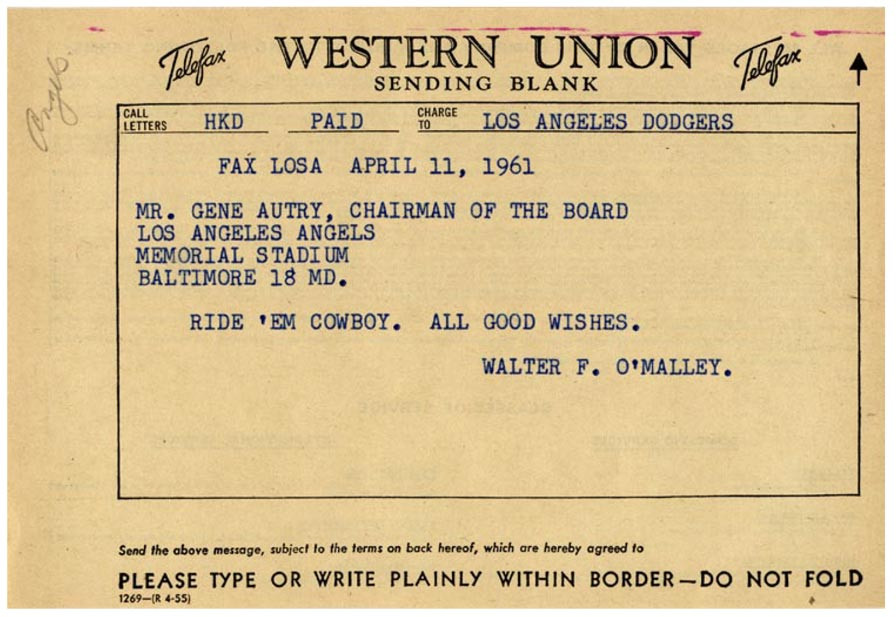 Telefax WESTERN UNION Telefax
SENDING BLANK
Angels
CALL LETTERS HKD PAID CHARGE TO LOS ANGELES DODGERS
FAX LOSA APRIL 11, 1961
MR. GENE AUTRY, CHAIRMAN OF THE BOARD
LOS ANGELES ANGELS
MEMORIAL STADIUM
BALTIMORE 18 MD.
RIDE 'EM COWBOY. ALL GOOD WISHES.
WALTER F. O'MALLEY.
Send the above message, subject to the terms on back hereof, which are hereby agreed to
PLEASE TYPE OR WRITE PLAINLY WITHIN BORDER—DO NOT FOLD
1269—(R 4-55)